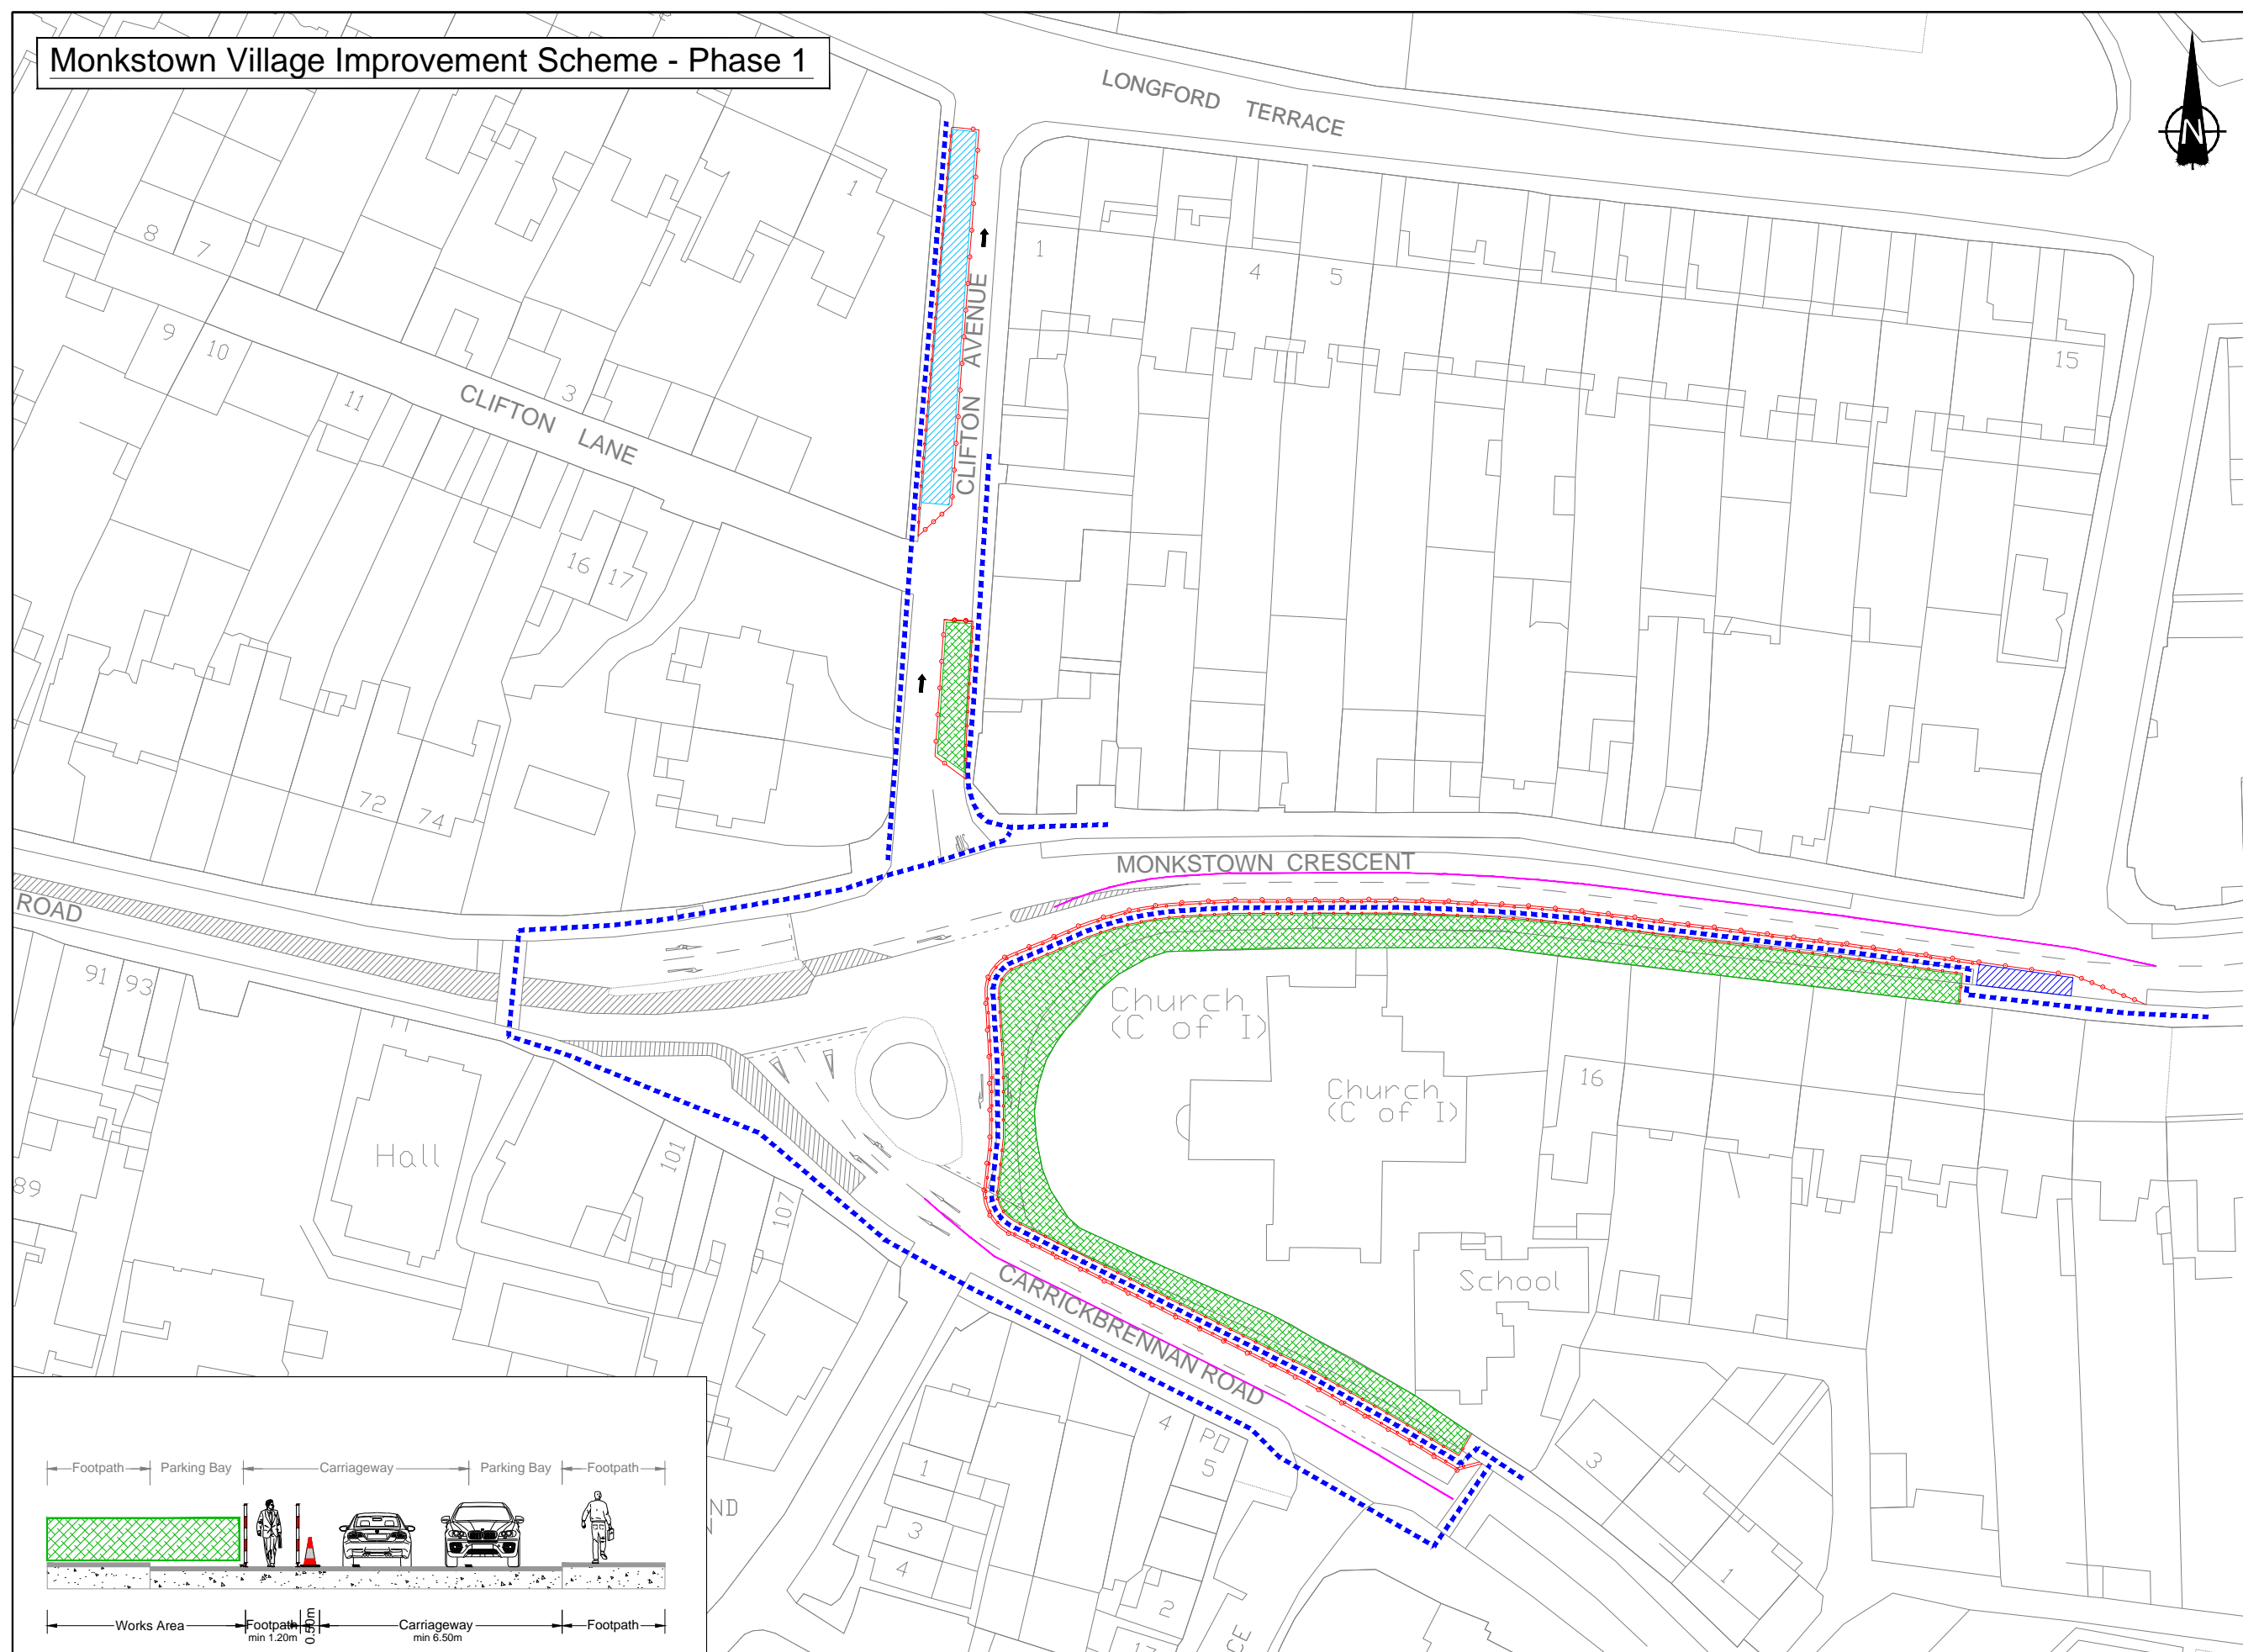 Monkstown Village Improvement Scheme - Phase 1
LONGFORD TERRACE
N
1
8
7
1
4
5
15
CLIFTON AVENUE
9
10
11
3
CLIFTON LANE
16
17
72
74
MONKSTOWN CRESCENT
ROAD
91
93
Church
(C of I)
Church
(C of I)
16
Hall
101
107
89
School
CARRICKBRENNAN ROAD
4
PO
5
1
3
4
2
17
CE
3
1
ND
N
Footpath
Parking Bay
Carriageway
Parking Bay
Footpath
Works Area
Footpath
min 1.20m
0.50m
Carriageway
min 6.50m
Footpath